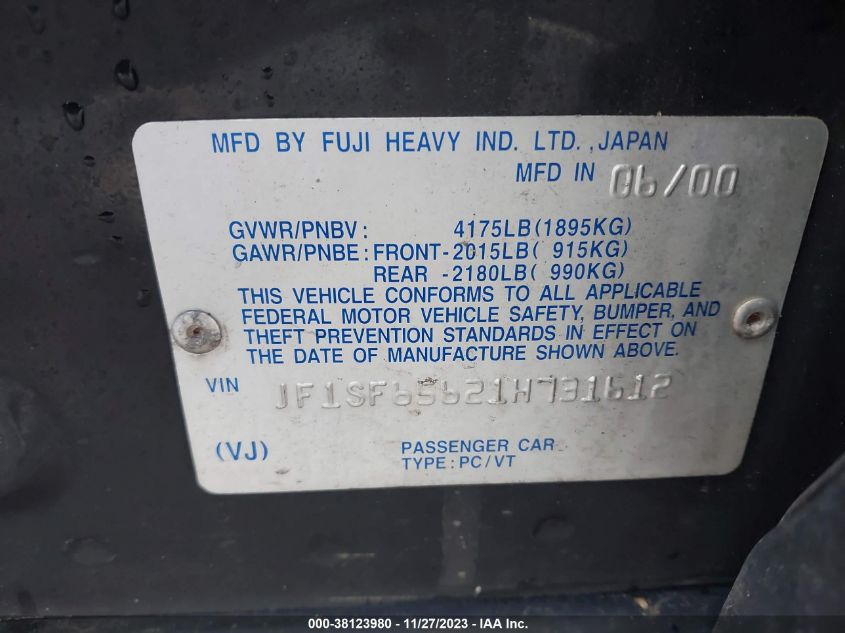 MFD BY FUJI HEAVY IND. LTD., JAPAN
MFD IN 06/00
GVWR/PNBV: 4175LB(1895KG)
GAWR/PNBE: FRONT-2015LB( 915KG)
REAR -2180LB( 990KG)
THIS VEHICLE CONFORMS TO ALL APPLICABLE
FEDERAL MOTOR VEHICLE SAFETY, BUMPER, AND
THEFT PREVENTION STANDARDS IN EFFECT ON
THE DATE OF MANUFACTURE SHOWN ABOVE.
VIN JF1SF65621H731612
(VJ) PASSENGER CAR
TYPE: PC/VT
000-38123980 - 11/27/2023 - IAA Inc.